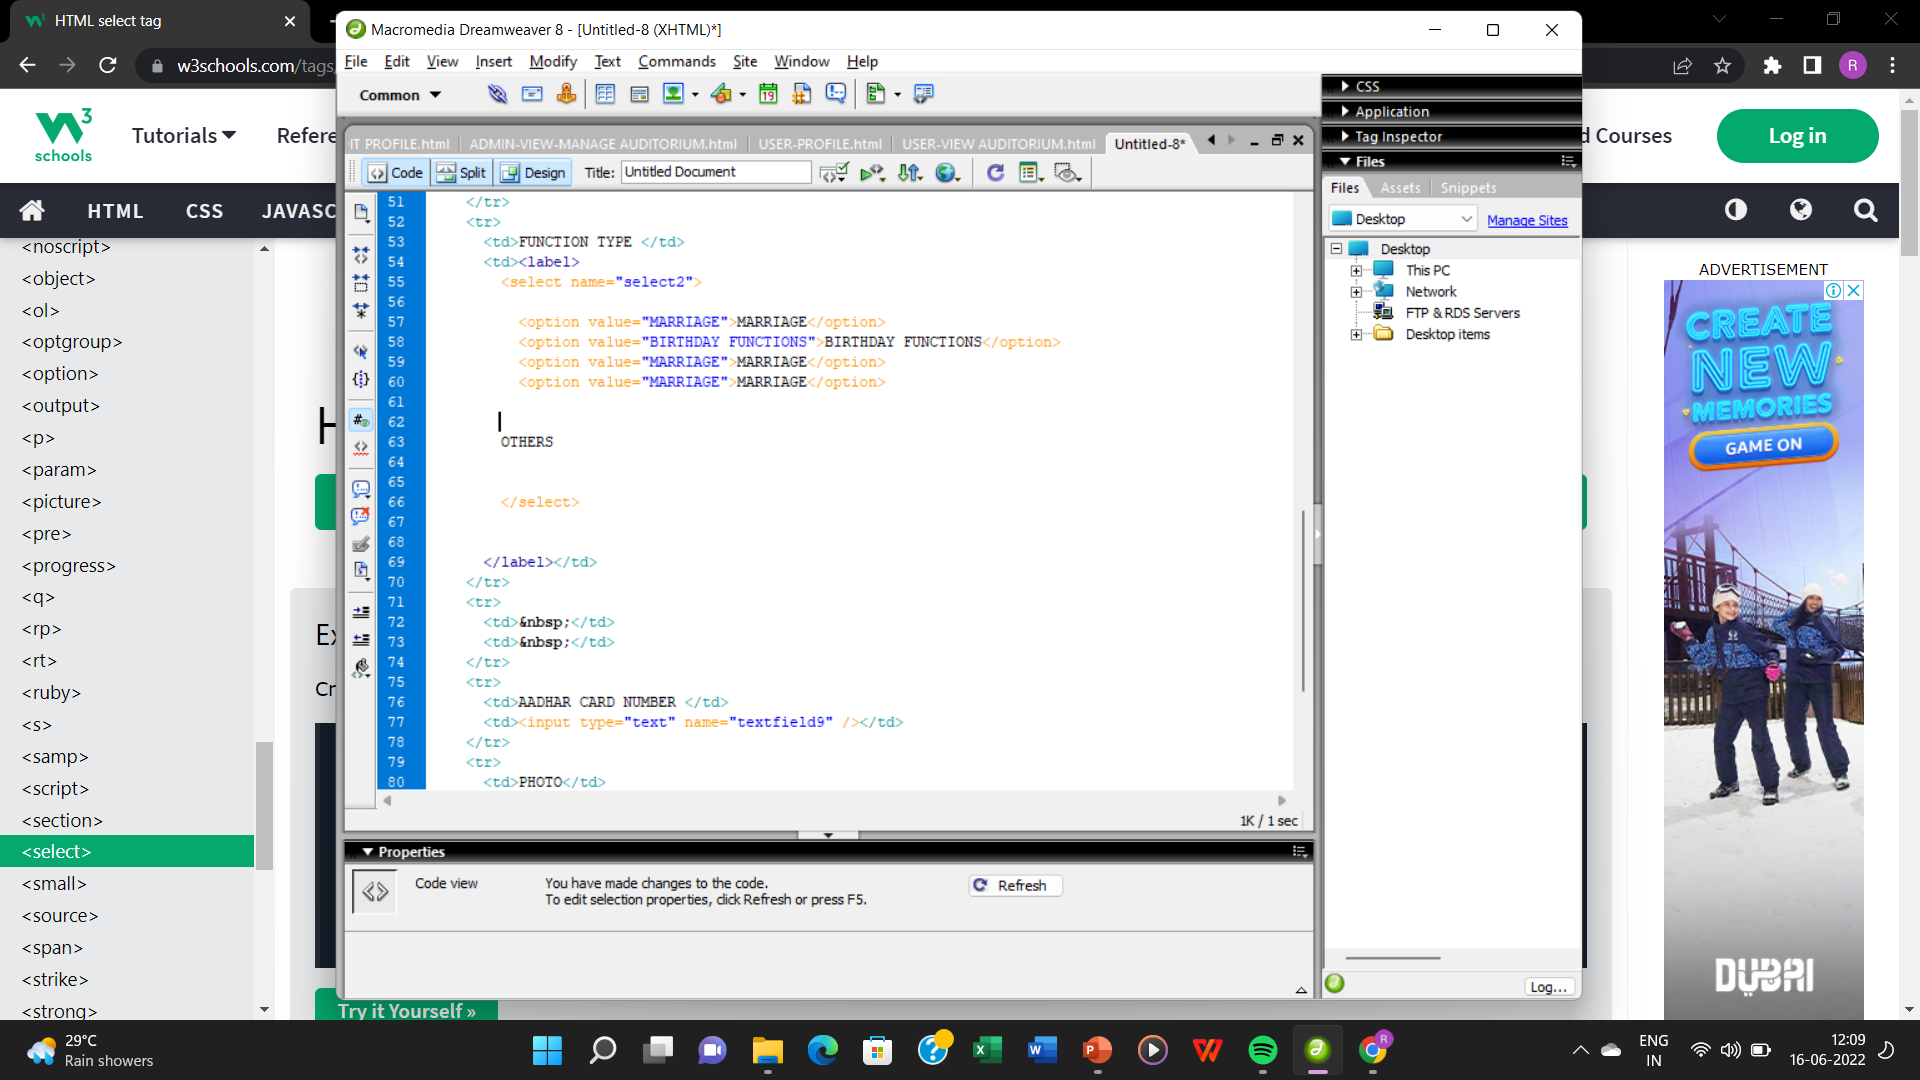 HTML select tag
w3schools.com/tags
Macromedia Dreamweaver 8 - [Untitled-8 (XHTML)*]
File Edit View Insert Modify Text Commands Site Window Help
Common
IT PROFILE.html ADMIN-VIEW-MANAGE AUDITORIUM.html USER-PROFILE.html USER-VIEW AUDITORIUM.html Untitled-8*
Code Split Design Title: Untitled Document
schools
Tutorials Refere
d Courses Log in
HTML CSS JAVASC
<noscript>
<object>
<ol>
<optgroup>
<option>
<output>
<p>
<param>
<picture>
<pre>
<progress>
<q>
<rp>
<rt>
<ruby>
<s>
<samp>
<script>
<section>
<select>
<small>
<source>
<span>
<strike>
<strong>
H
Ex
Cr
Try it Yourself »
51 </tr>
52 <tr>
53 <td>FUNCTION TYPE </td>
54 <td><label>
55 <select name="select2">
56
57 <option value="MARRIAGE">MARRIAGE</option>
58 <option value="BIRTHDAY FUNCTIONS">BIRTHDAY FUNCTIONS</option>
59 <option value="MARRIAGE">MARRIAGE</option>
60 <option value="MARRIAGE">MARRIAGE</option>
61
62
63 OTHERS
64
65
66 </select>
67
68
69 </label></td>
70 </tr>
71 <tr>
72 <td>&nbsp;</td>
73 <td>&nbsp;</td>
74 </tr>
75 <tr>
76 <td>AADHAR CARD NUMBER </td>
77 <td><input type="text" name="textfield9" /></td>
78 </tr>
79 <tr>
80 <td>PHOTO</td>
1K / 1 sec
Properties
Code view
You have made changes to the code.
To edit selection properties, click Refresh or press F5.
Refresh
CSS
Application
Tag Inspector
Files
Files Assets Snippets
Desktop Manage Sites
Desktop
This PC
Network
FTP & RDS Servers
Desktop items
Log...
ADVERTISEMENT
CREATE
NEW
MEMORIES
GAME ON
DUBAI
29°C
Rain showers
ENG
IN
12:09
16-06-2022